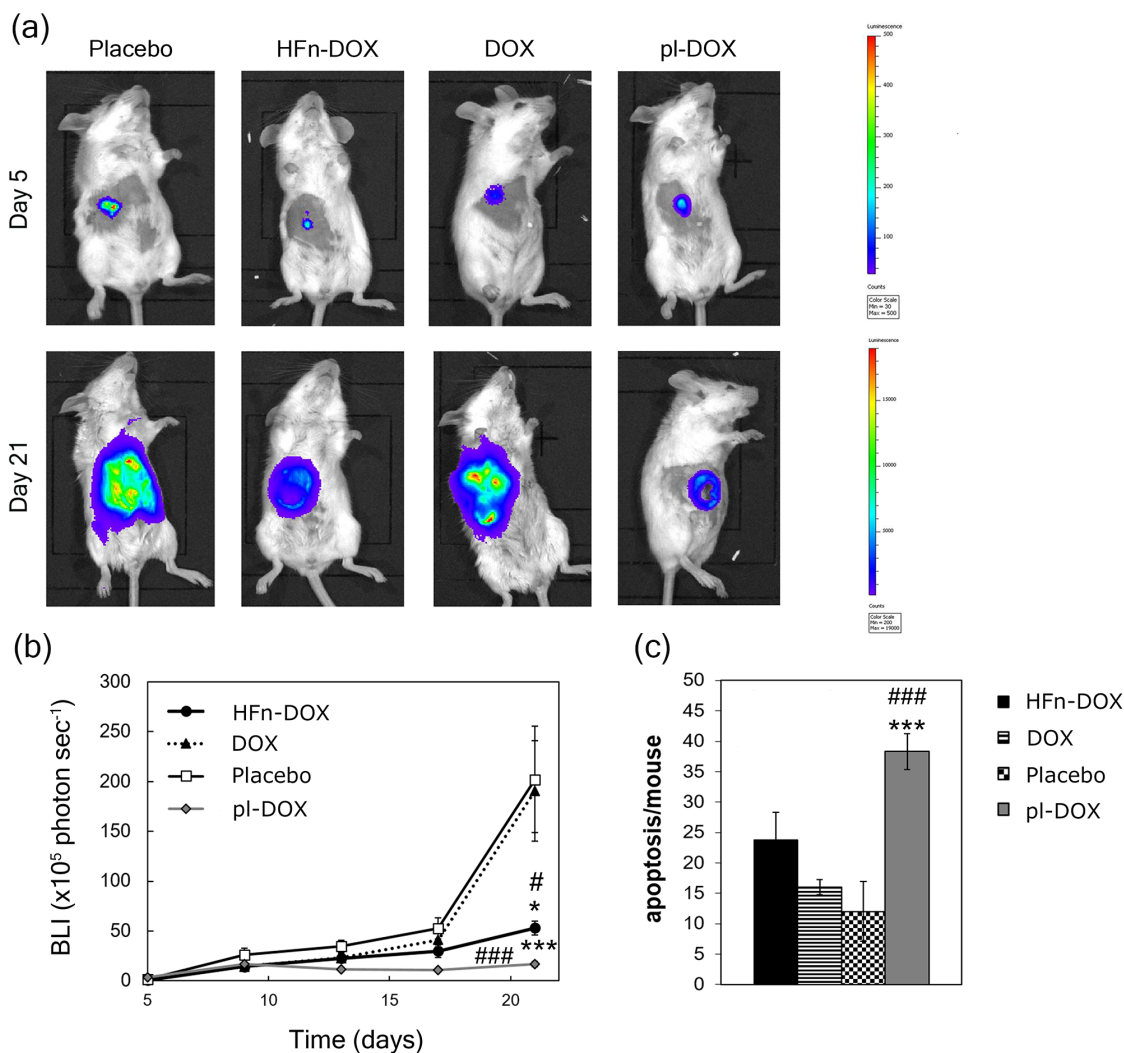 (a)
Placebo HFn-DOX DOX pl-DOX
Day 5
Luminescence
500
400
300
200
100
Counts
Color Scale
Min = 30
Max = 500
Day 21
Luminescence
15000
10000
5000
Counts
Color Scale
Min = 200
Max = 19000
(b)
BLI (x10⁵ photon sec⁻¹)
300
250
200
150
100
50
0
HFn-DOX
DOX
Placebo
pl-DOX
#
*
***
###
5 10 15 20
Time (days)
(c)
apoptosis/mouse
50
45
40
35
30
25
20
15
10
5
0
###
***
HFn-DOX
DOX
Placebo
pl-DOX